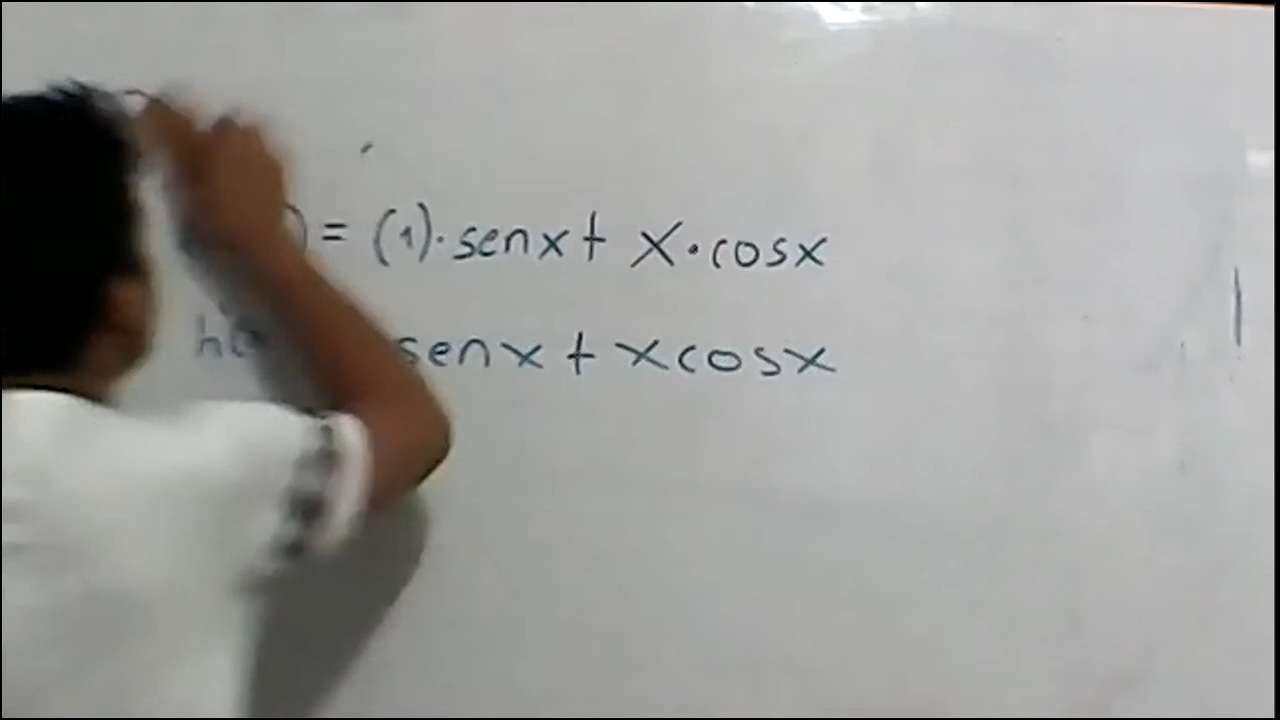 ) = (1)·senx + x·cosx
h( senx + xcosx